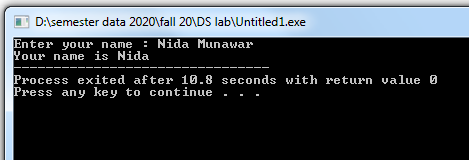 D:\semester data 2020\fall 20\DS lab\Untitled1.exe
Enter your name : Nida Munawar
Your name is Nida
--------------------------------
Process exited after 10.8 seconds with return value 0
Press any key to continue . . .